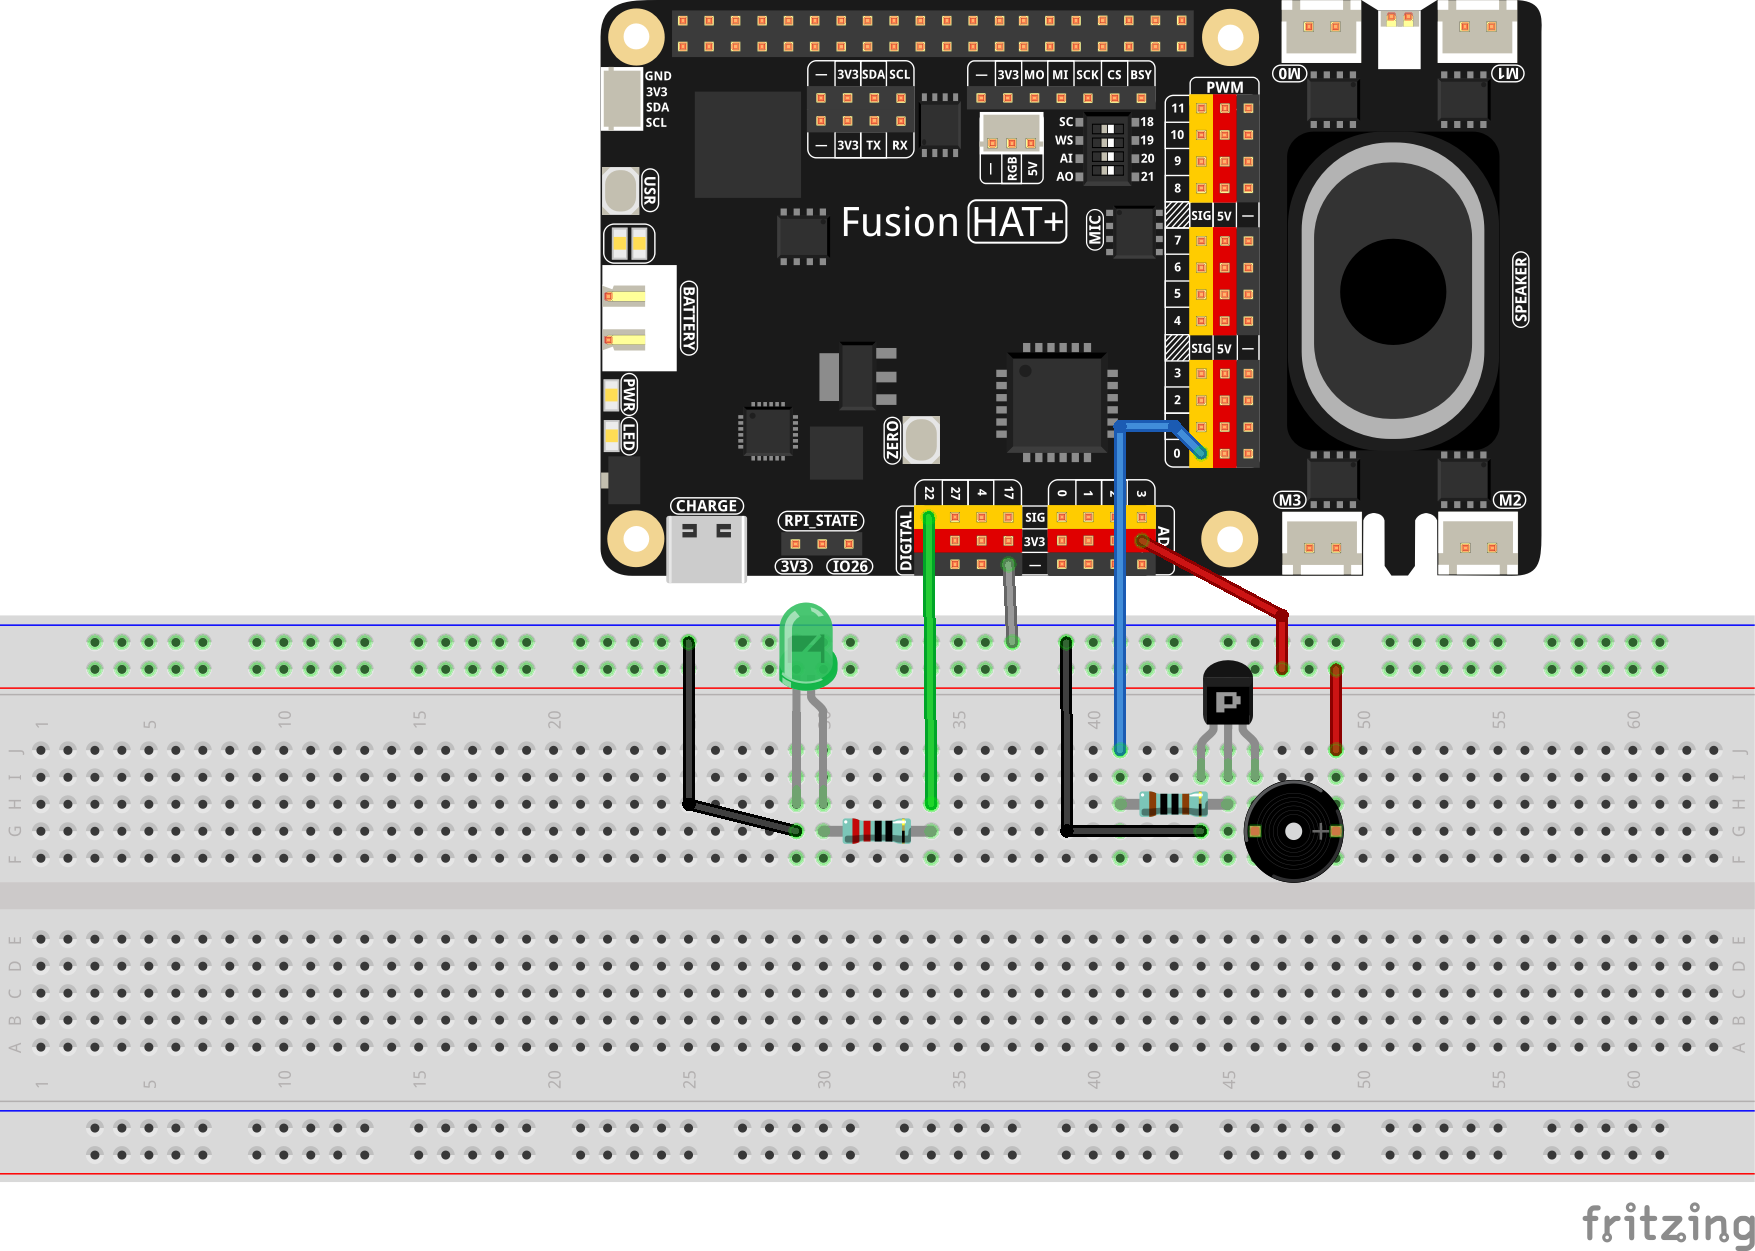 GND
3V3
SDA
SCL
— 3V3 SDA SCL
— 3V3 TX RX
— 3V3 MO MI SCK CS BSY
— RGB 5V
SC 18
WS 19
AI 20
AO 21
PWM
11
10
9
8
SIG 5V —
7
6
5
4
SIG 5V —
3
2
0
M0
M1
USR
Fusion HAT+
MIC
SPEAKER
BATTERY
PWR
LED
ZERO
CHARGE
RPI_STATE
3V3 IO26
M3
M2
22 27 4 17
0 1 2 3
DIGITAL
SIG
3V3
—
AD
P
+
1 5 10 15 20 30 35 40 50 55 60
J J
I I
H H
G G
F F
E E
D D
C C
B B
A A
1 5 10 15 20 25 30 35 40 45 50 55 60
fritzing